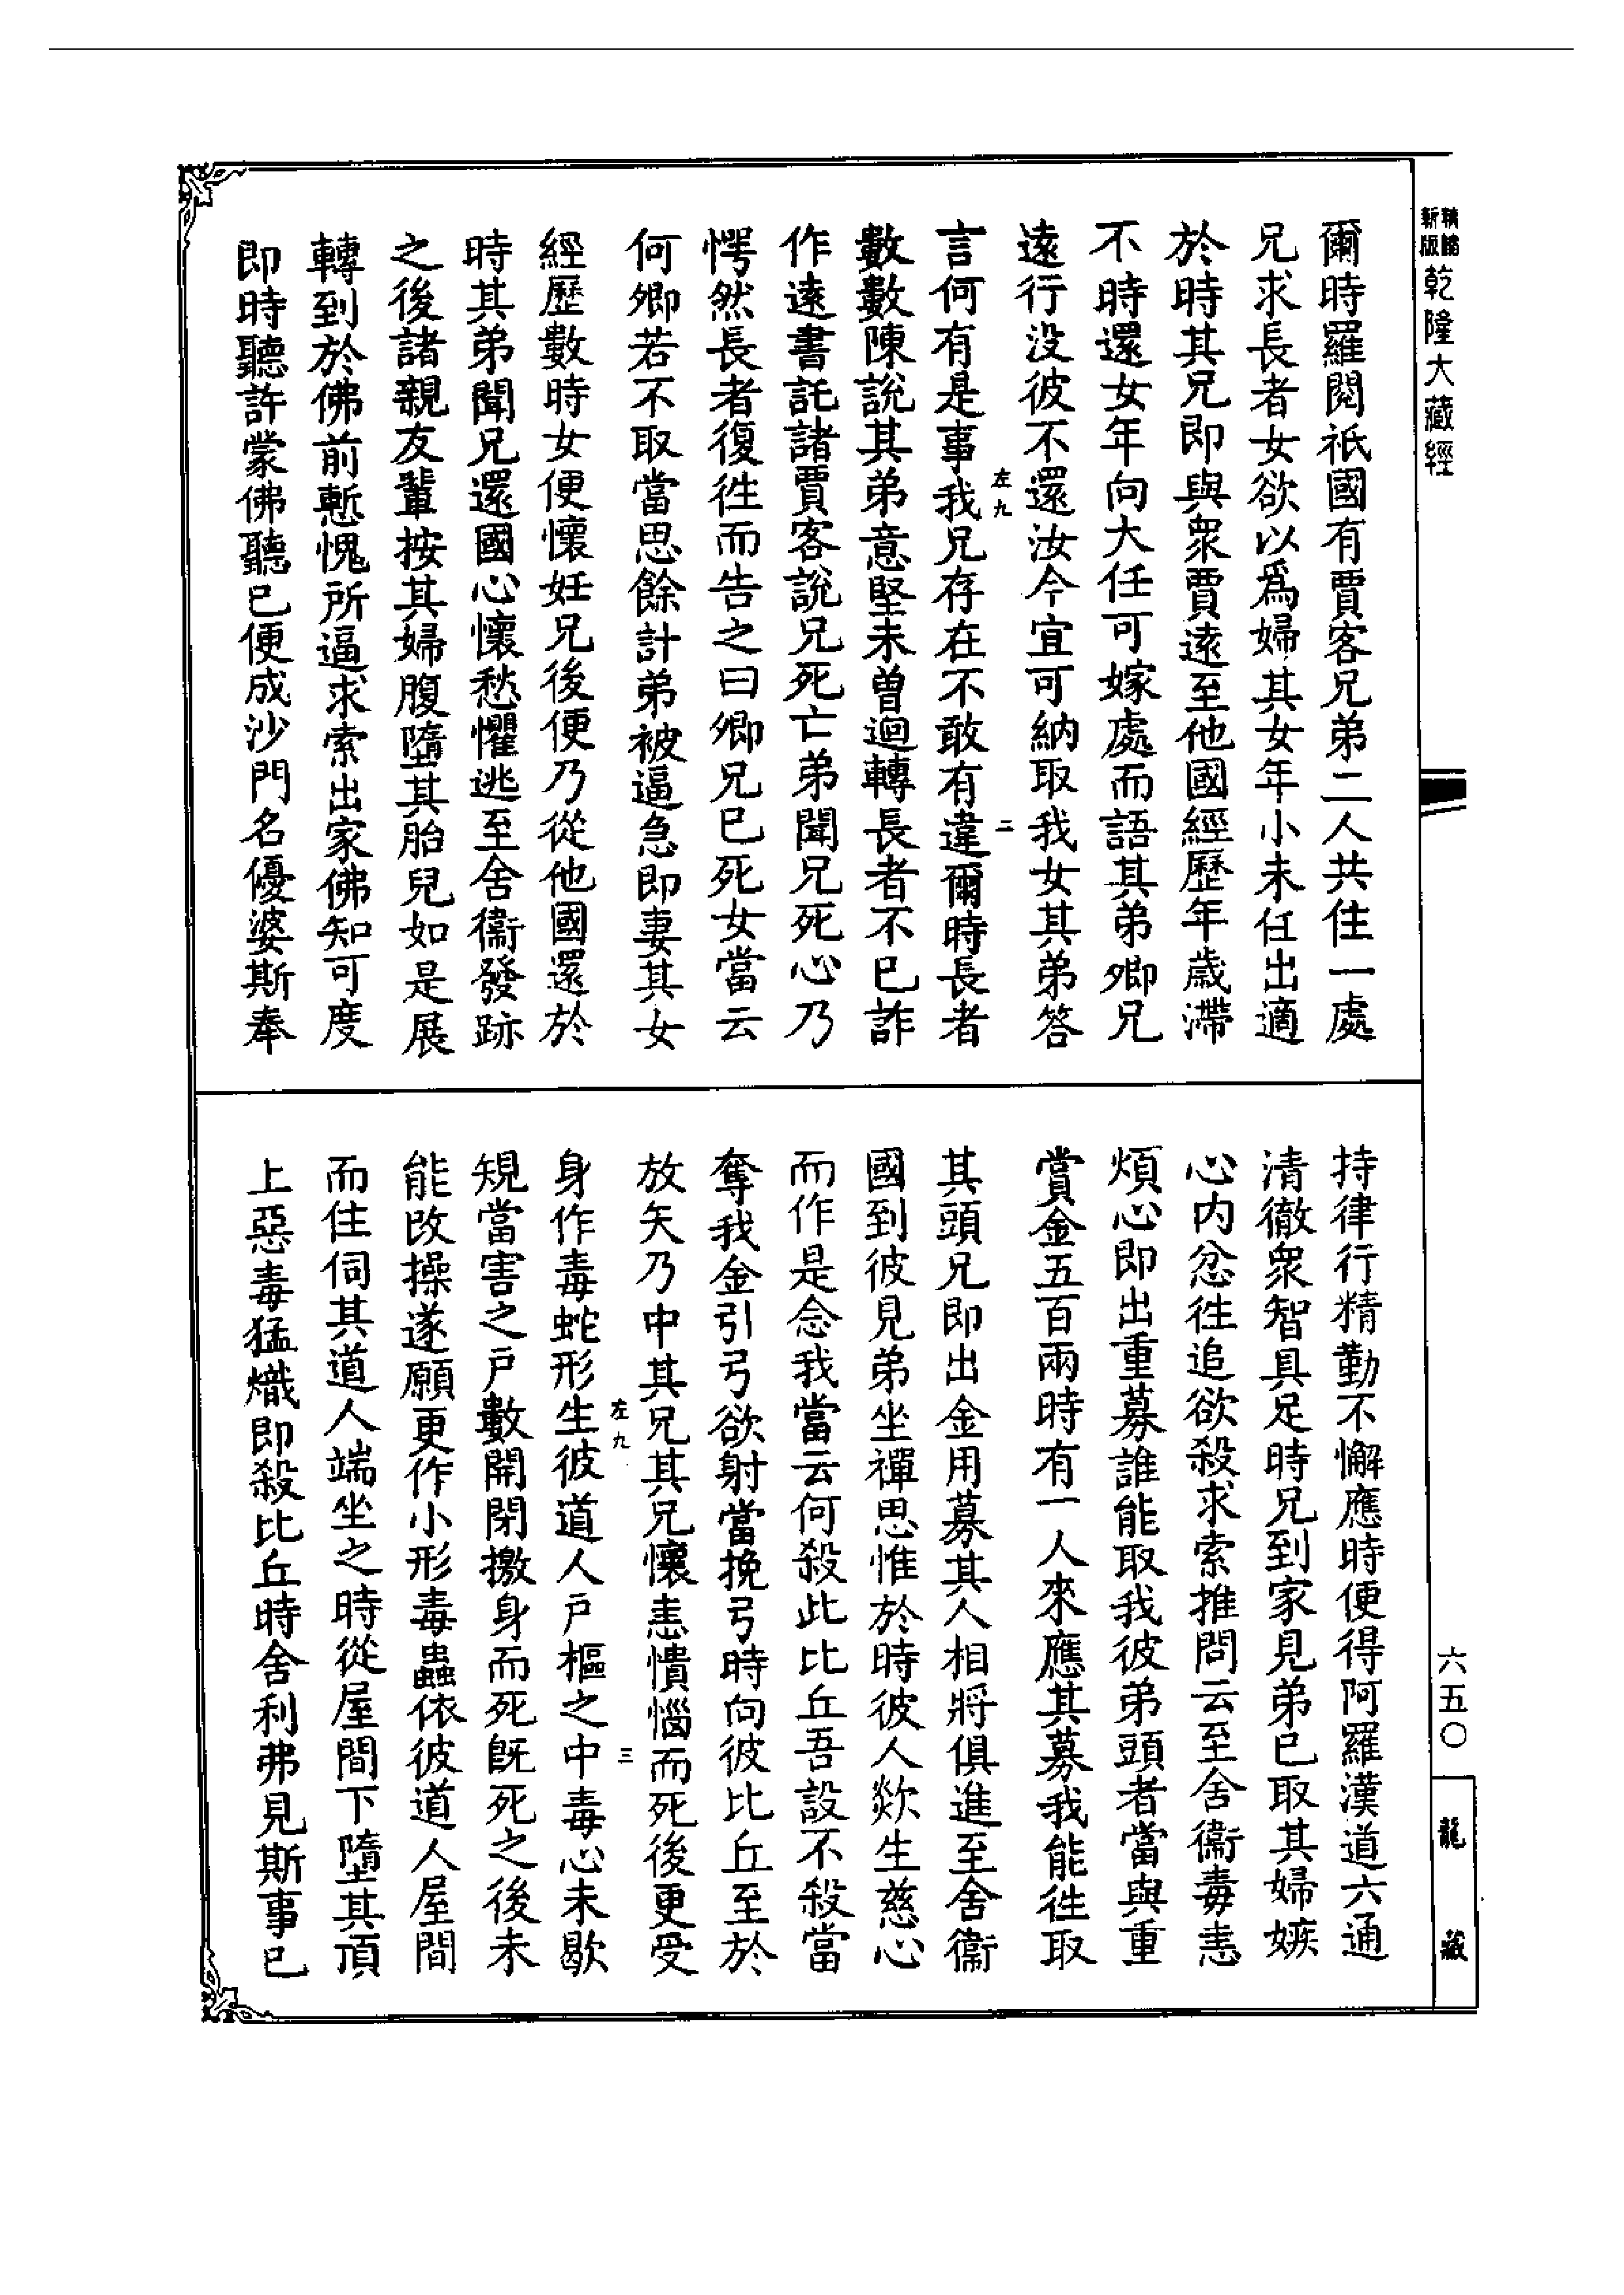 新版
精縮
乾隆大藏經
爾時羅閱祇國有賈客兄弟二人共住一處
兄求長者女欲以爲婦其女年小未任出適
於時其兄即與衆賈遠至他國經歷年歲滯
不時還女年向大任可嫁處而語其弟卿兄
遠行没彼不還汝今宜可納取我女其弟答
言何有是事我兄存在不敢有違爾時長者
左九
二
數數陳說其弟意堅未曽迴轉長者不已詐
作遠書託諸賈客說兄死亡弟聞兄死心乃
愕然長者復徃而告之曰卿兄已死女當云
何卿若不取當思餘計弟被逼急即妻其女
經歷數時女便懷妊兄後便乃從他國還於
時其弟聞兄還國心懷愁懼逃至舍衞發跡
之後諸親友輩按其婦腹墮其胎兒如是展
轉到於佛前慙愧所逼求索出家佛知可度
即時聽許蒙佛聽已便成沙門名優婆斯奉
持律行精勤不懈應時便得阿羅漢道六通
清徹衆智具足時兄到家見弟已取其婦嫉
心内忿徃追欲殺求索推問云至舍衞毒恚
煩心即出重募誰能取我彼弟頭者當與重
賞金五百兩時有一人來應其募我能徃取
其頭兄即出金用募其人相將俱進至舍衞
國到彼見弟坐禪思惟於時彼人欻生慈心
而作是念我當云何殺此比丘吾設不殺當
奪我金引弓欲射當挽弓時向彼比丘至於
放矢乃中其兄其兄懷恚憒惱而死後更受
左九
三
身作毒蛇形生彼道人戸樞之中毒心未歇
規當害之戸數開閉撽身而死旣死之後未
能改操遂願更作小形毒蟲依彼道人屋間
而住伺其道人端坐之時從屋間下墮其頂
上惡毒猛熾即殺比丘時舍利弗見斯事已
六五〇
龍藏